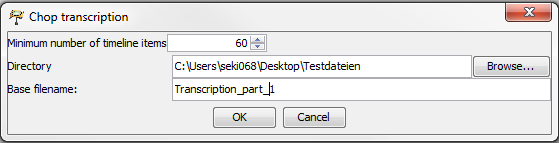 Chop transcription
Minimum number of timeline items 60
Directory C:\Users\seki068\Desktop\Testdateien Browse...
Base filename: Transcription_part_1
OK Cancel